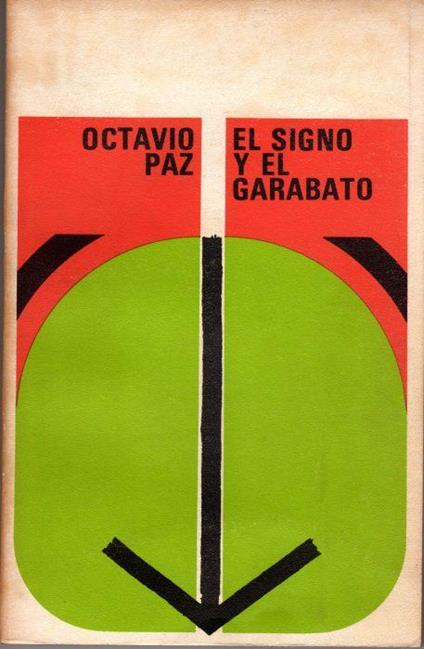 OCTAVIO
PAZ
EL SIGNO
Y EL
GARABATO